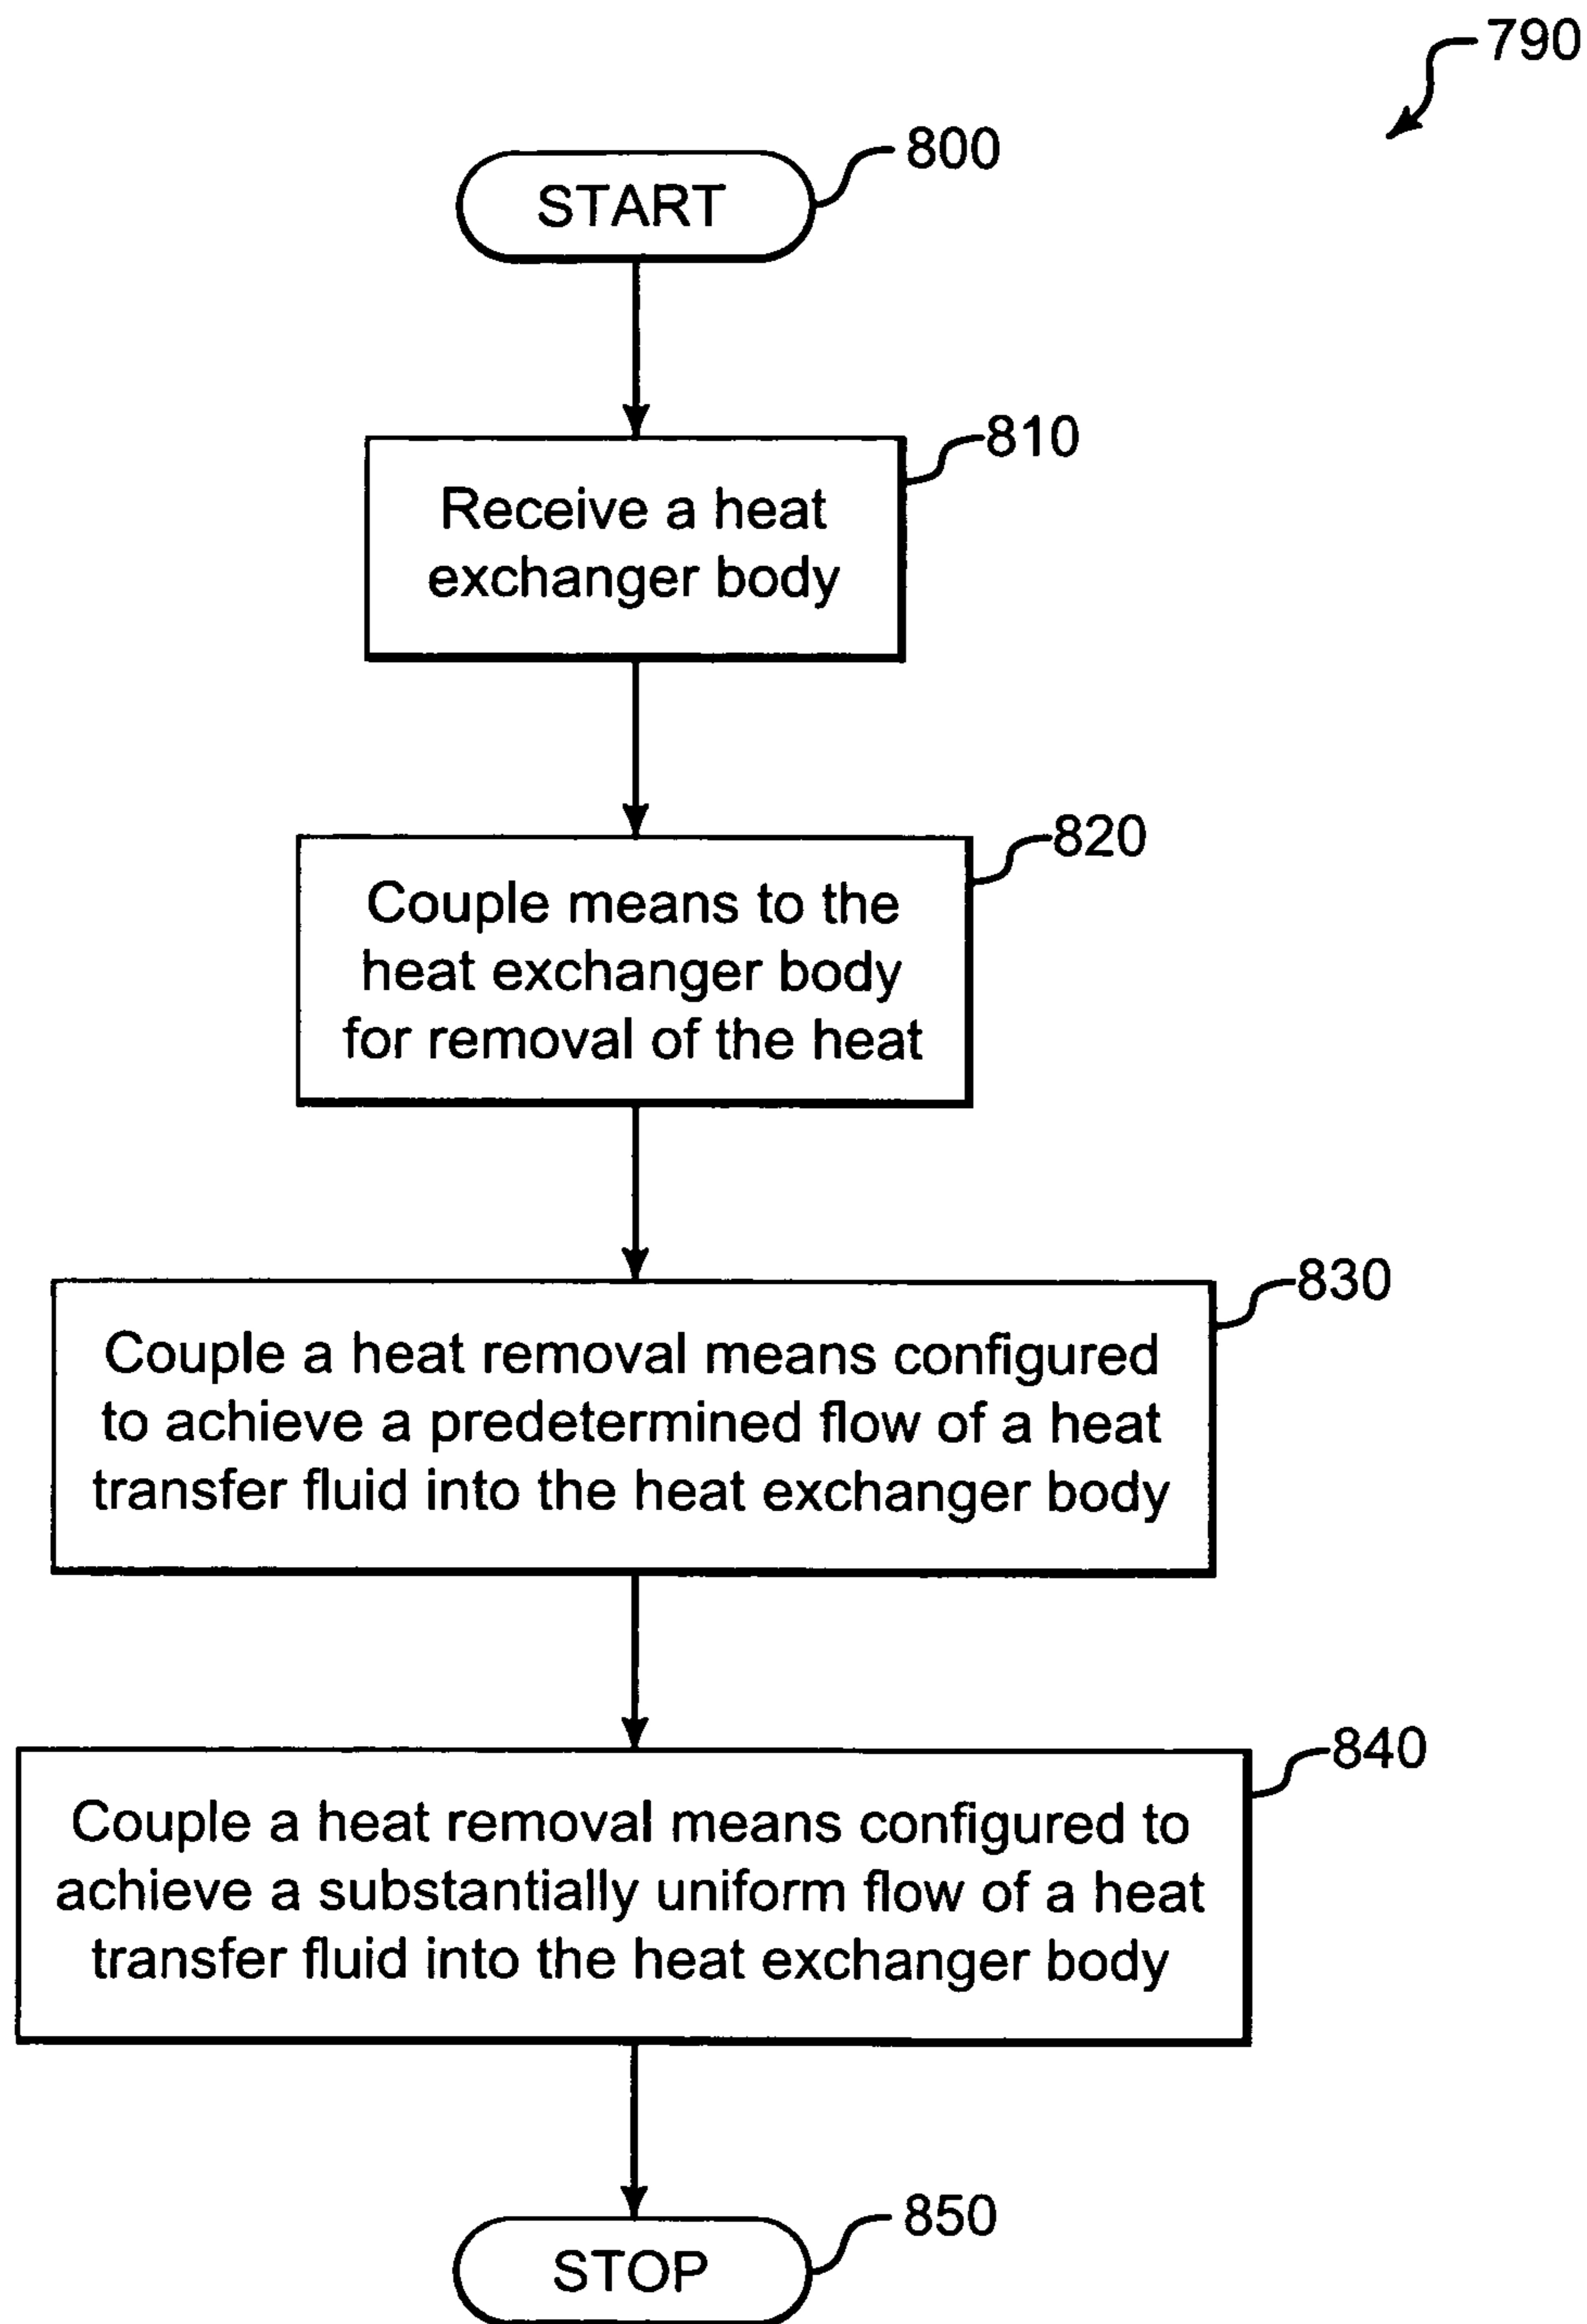 790
800
START
810
Receive a heat
exchanger body
820
Couple means to the
heat exchanger body
for removal of the heat
830
Couple a heat removal means configured
to achieve a predetermined flow of a heat
transfer fluid into the heat exchanger body
840
Couple a heat removal means configured to
achieve a substantially uniform flow of a heat
transfer fluid into the heat exchanger body
850
STOP